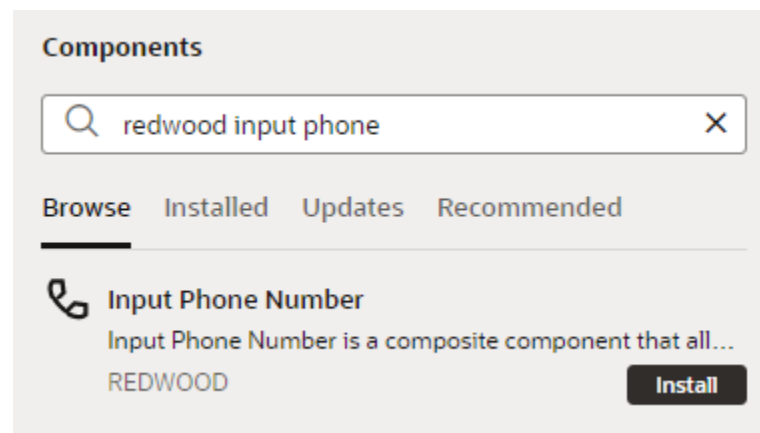 Components
redwood input phone
Browse Installed Updates Recommended
Input Phone Number
Input Phone Number is a composite component that all...
REDWOOD
Install